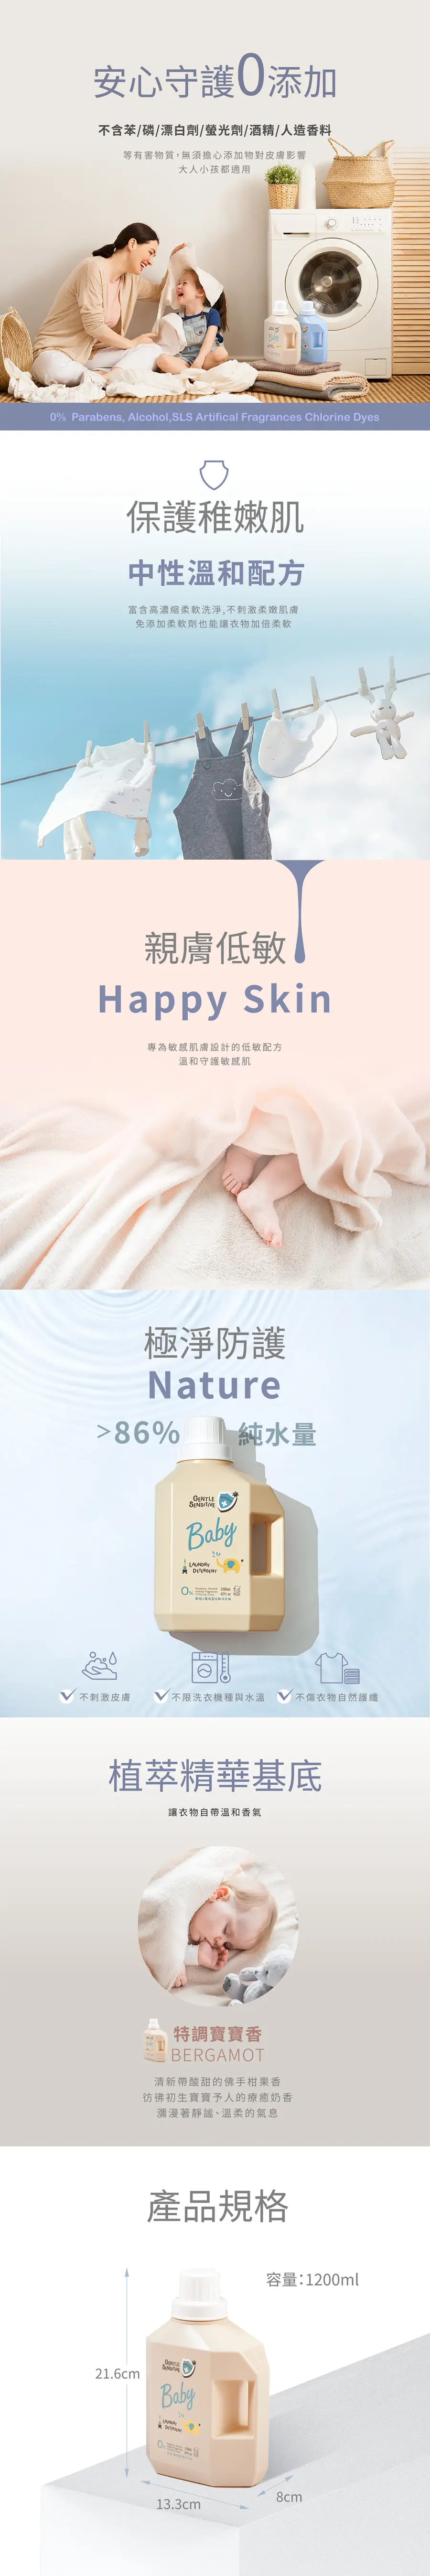 安心守護0添加
不含苯/磷/漂白劑/螢光劑/酒精/人造香料
等有害物質，無須擔心添加物對皮膚影響
大人小孩都適用
0% Parabens, Alcohol,SLS Artifical Fragrances Chlorine Dyes
保護稚嫩肌
中性溫和配方
富含高濃縮柔軟洗淨,不刺激柔嫩肌膚
免添加柔軟劑也能讓衣物加倍柔軟
親膚低敏
Happy Skin
專為敏感肌膚設計的低敏配方
溫和守護敏感肌
極淨防護
Nature
>86% 純水量
GENTLE
SENSITIVE
Baby
LAUNDRY
DETERGENT
0%
不刺激皮膚
不限洗衣機種與水溫
不傷衣物自然護纖
植萃精華基底
讓衣物自帶溫和香氣
特調寶寶香
BERGAMOT
清新帶酸甜的佛手柑果香
彷彿初生寶寶予人的療癒奶香
瀰漫著靜謐、溫柔的氣息
產品規格
容量：1200ml
21.6cm
GENTLE
SENSITIVE
Baby
LAUNDRY
DETERGENT
13.3cm
8cm